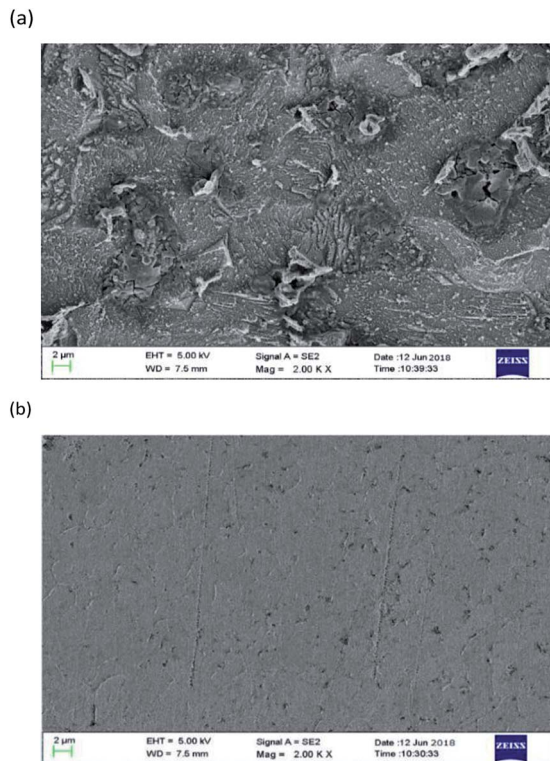 (a)
2 μm EHT = 5.00 kV Signal A = SE2 Date :12 Jun 2018 ZEISS
WD = 7.5 mm Mag = 2.00 K X Time :10:39:33
(b)
2 μm EHT = 5.00 kV Signal A = SE2 Date :12 Jun 2018 ZEISS
WD = 7.5 mm Mag = 2.00 K X Time :10:30:33